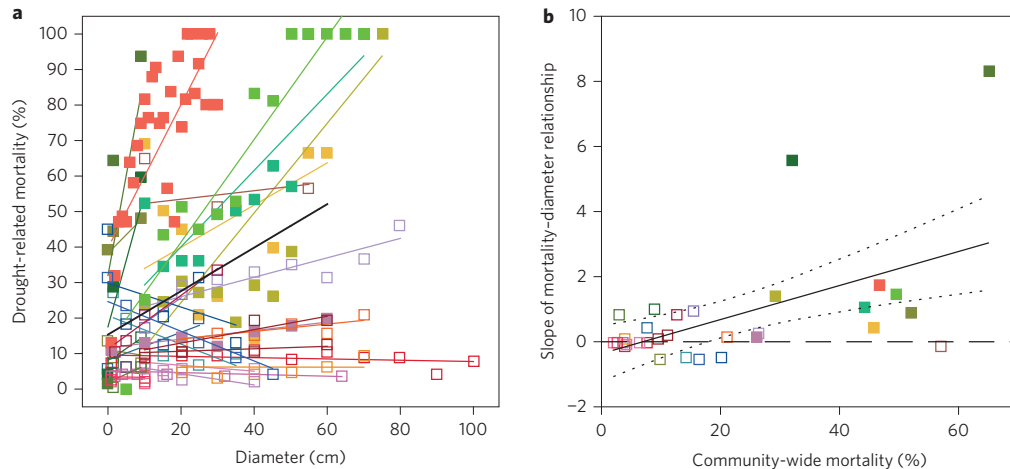 a
Drought-related mortality (%)
100
90
80
70
60
50
40
30
20
10
0
0 20 40 60 80 100
Diameter (cm)
b
Slope of mortality–diameter relationship
10
8
6
4
2
0
−2
0 20 40 60
Community-wide mortality (%)